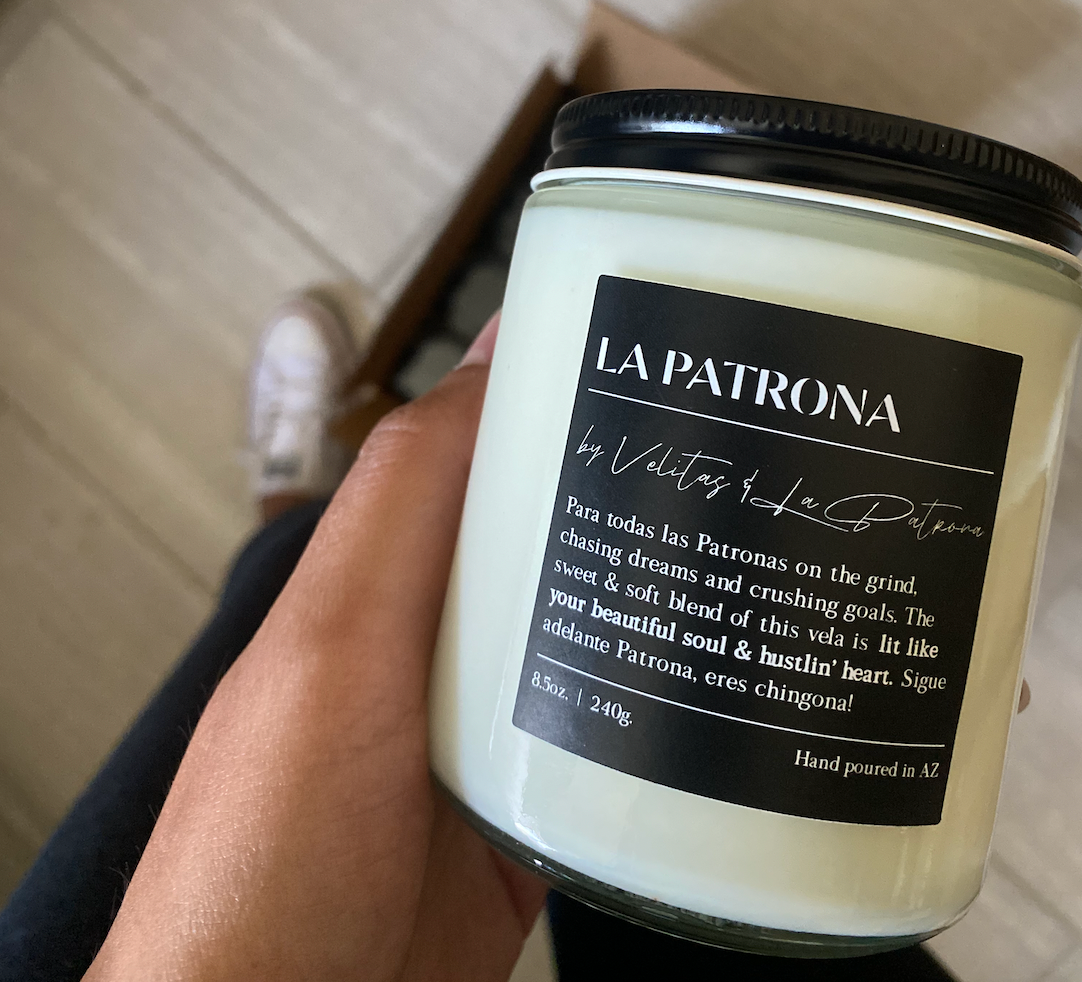 LA PATRONA
by Velitas & La Patrona
Para todas las Patronas on the grind,
chasing dreams and crushing goals. The
sweet & soft blend of this vela is lit like
your beautiful soul & hustlin' heart. Sigue
adelante Patrona, eres chingona!
8.5oz. | 240g.
Hand poured in AZ